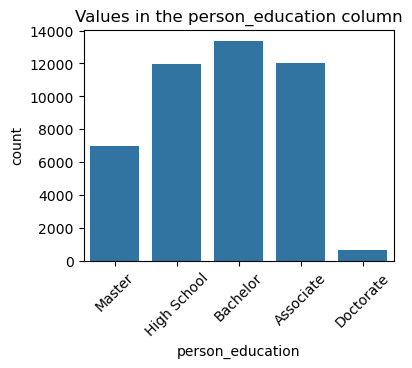 Values in the person_education column
14000
12000
10000
8000
6000
4000
2000
0
count
Master
High School
Bachelor
Associate
Doctorate
person_education